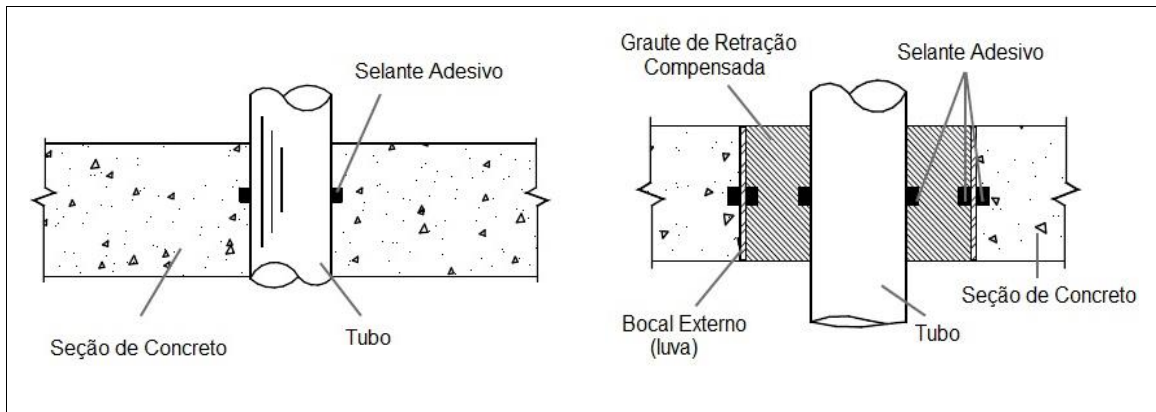 Selante Adesivo
Seção de Concreto
Tubo
Graute de Retração
Compensada
Selante Adesivo
Bocal Externo
(luva)
Tubo
Seção de Concreto